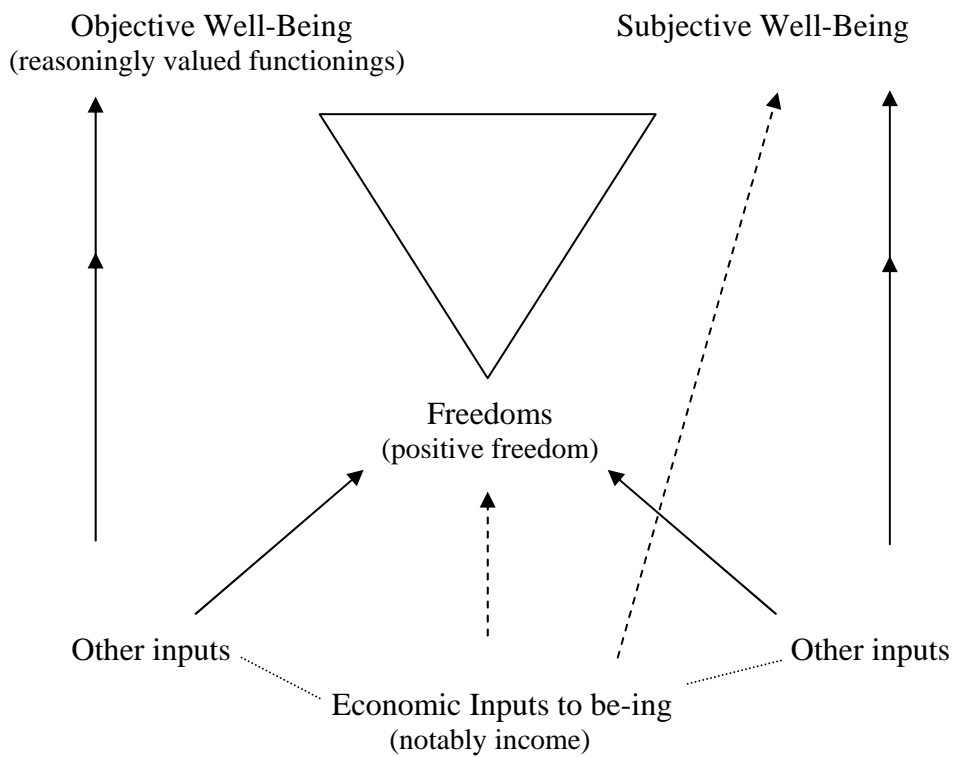 Objective Well-Being
(reasoningly valued functionings)
Subjective Well-Being
Freedoms
(positive freedom)
Other inputs
Other inputs
Economic Inputs to be-ing
(notably income)